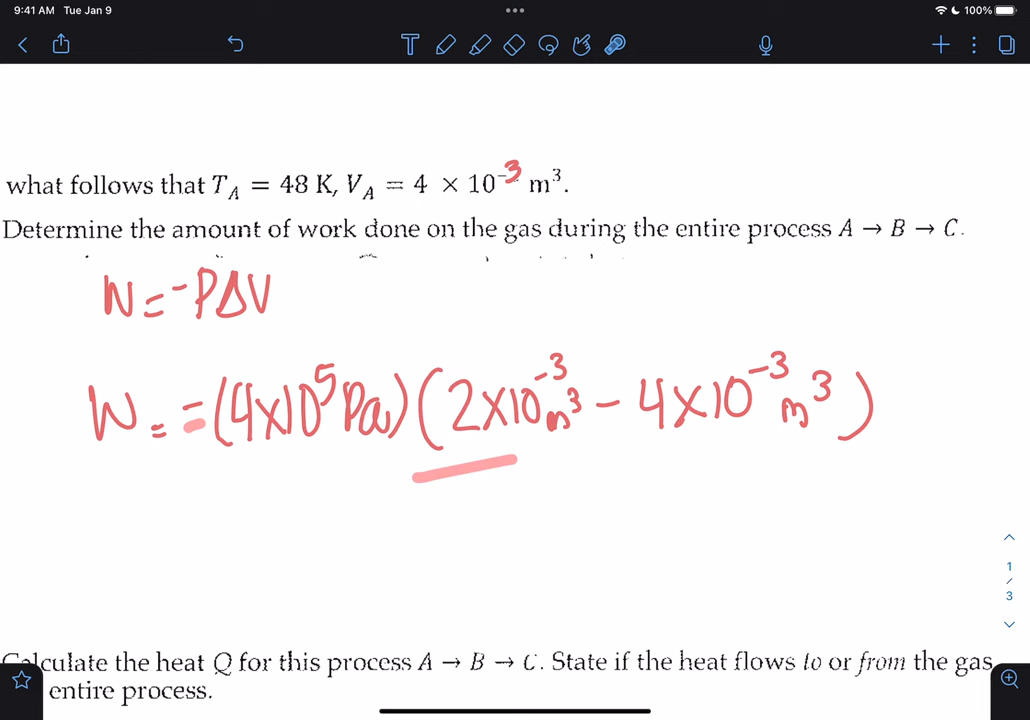 9:41 AM Tue Jan 9
100%
what follows that T_A = 48 K, V_A = 4 × 10⁻³ m³.
Determine the amount of work done on the gas during the entire process A → B → C.
W = -PΔV
W = -(4×10⁵ Pa)(2×10⁻³ m³ - 4×10⁻³ m³)
1
/
3
Calculate the heat Q for this process A → B → C. State if the heat flows to or from the gas
entire process.